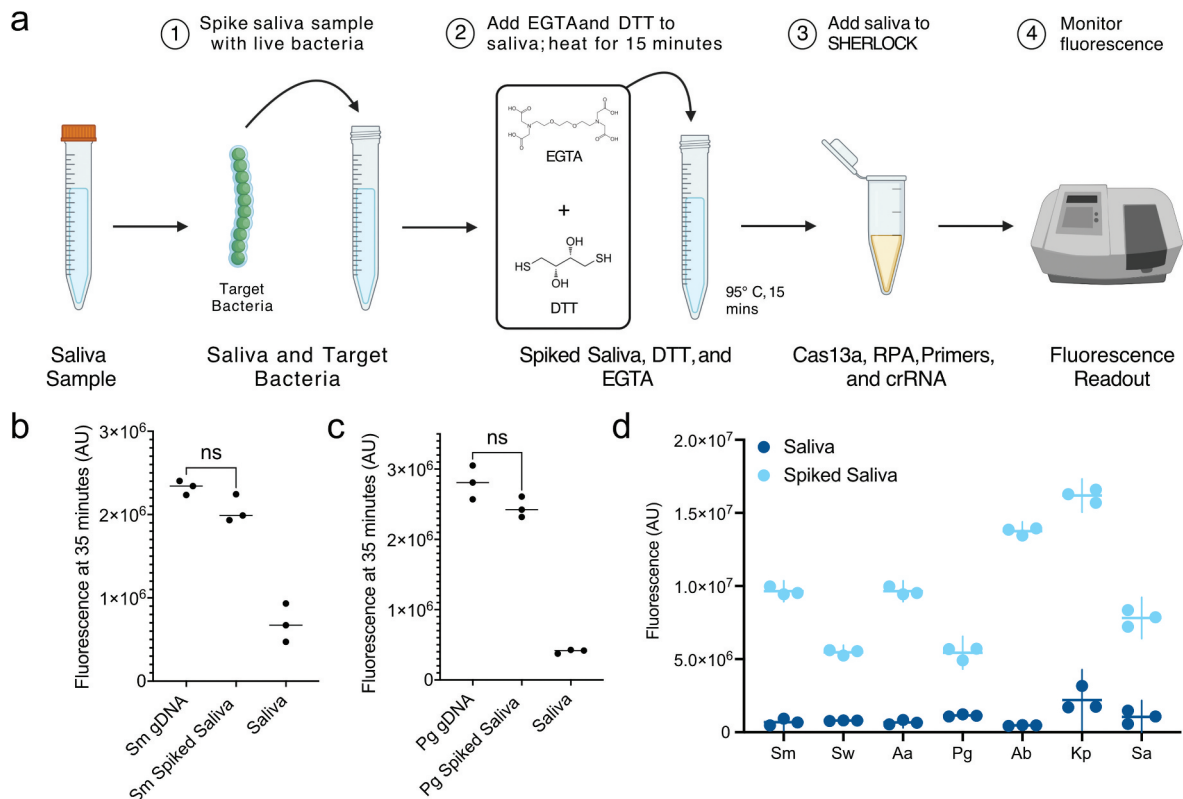 a
1 Spike saliva sample
with live bacteria
2 Add EGTA and DTT to
saliva; heat for 15 minutes
3 Add saliva to
SHERLOCK
4 Monitor
fluorescence
HO
O
O
OH
HO
O
N
O
O
N
O
OH
O
EGTA
+
OH
HS
SH
OH
DTT
Target
Bacteria
95° C, 15
mins
Saliva
Sample
Saliva and Target
Bacteria
Spiked Saliva, DTT, and
EGTA
Cas13a, RPA, Primers,
and crRNA
Fluorescence
Readout
b
Fluorescence at 35 minutes (AU)
3×10⁶
2×10⁶
1×10⁶
0
ns
Sm gDNA
Sm Spiked Saliva
Saliva
c
Fluorescence at 35 minutes (AU)
3×10⁶
2×10⁶
1×10⁶
0
ns
Pg gDNA
Pg Spiked Saliva
Saliva
d
Fluorescence (AU)
2.0×10⁷
1.5×10⁷
1.0×10⁷
5.0×10⁶
0
Saliva
Spiked Saliva
Sm Sw Aa Pg Ab Kp Sa